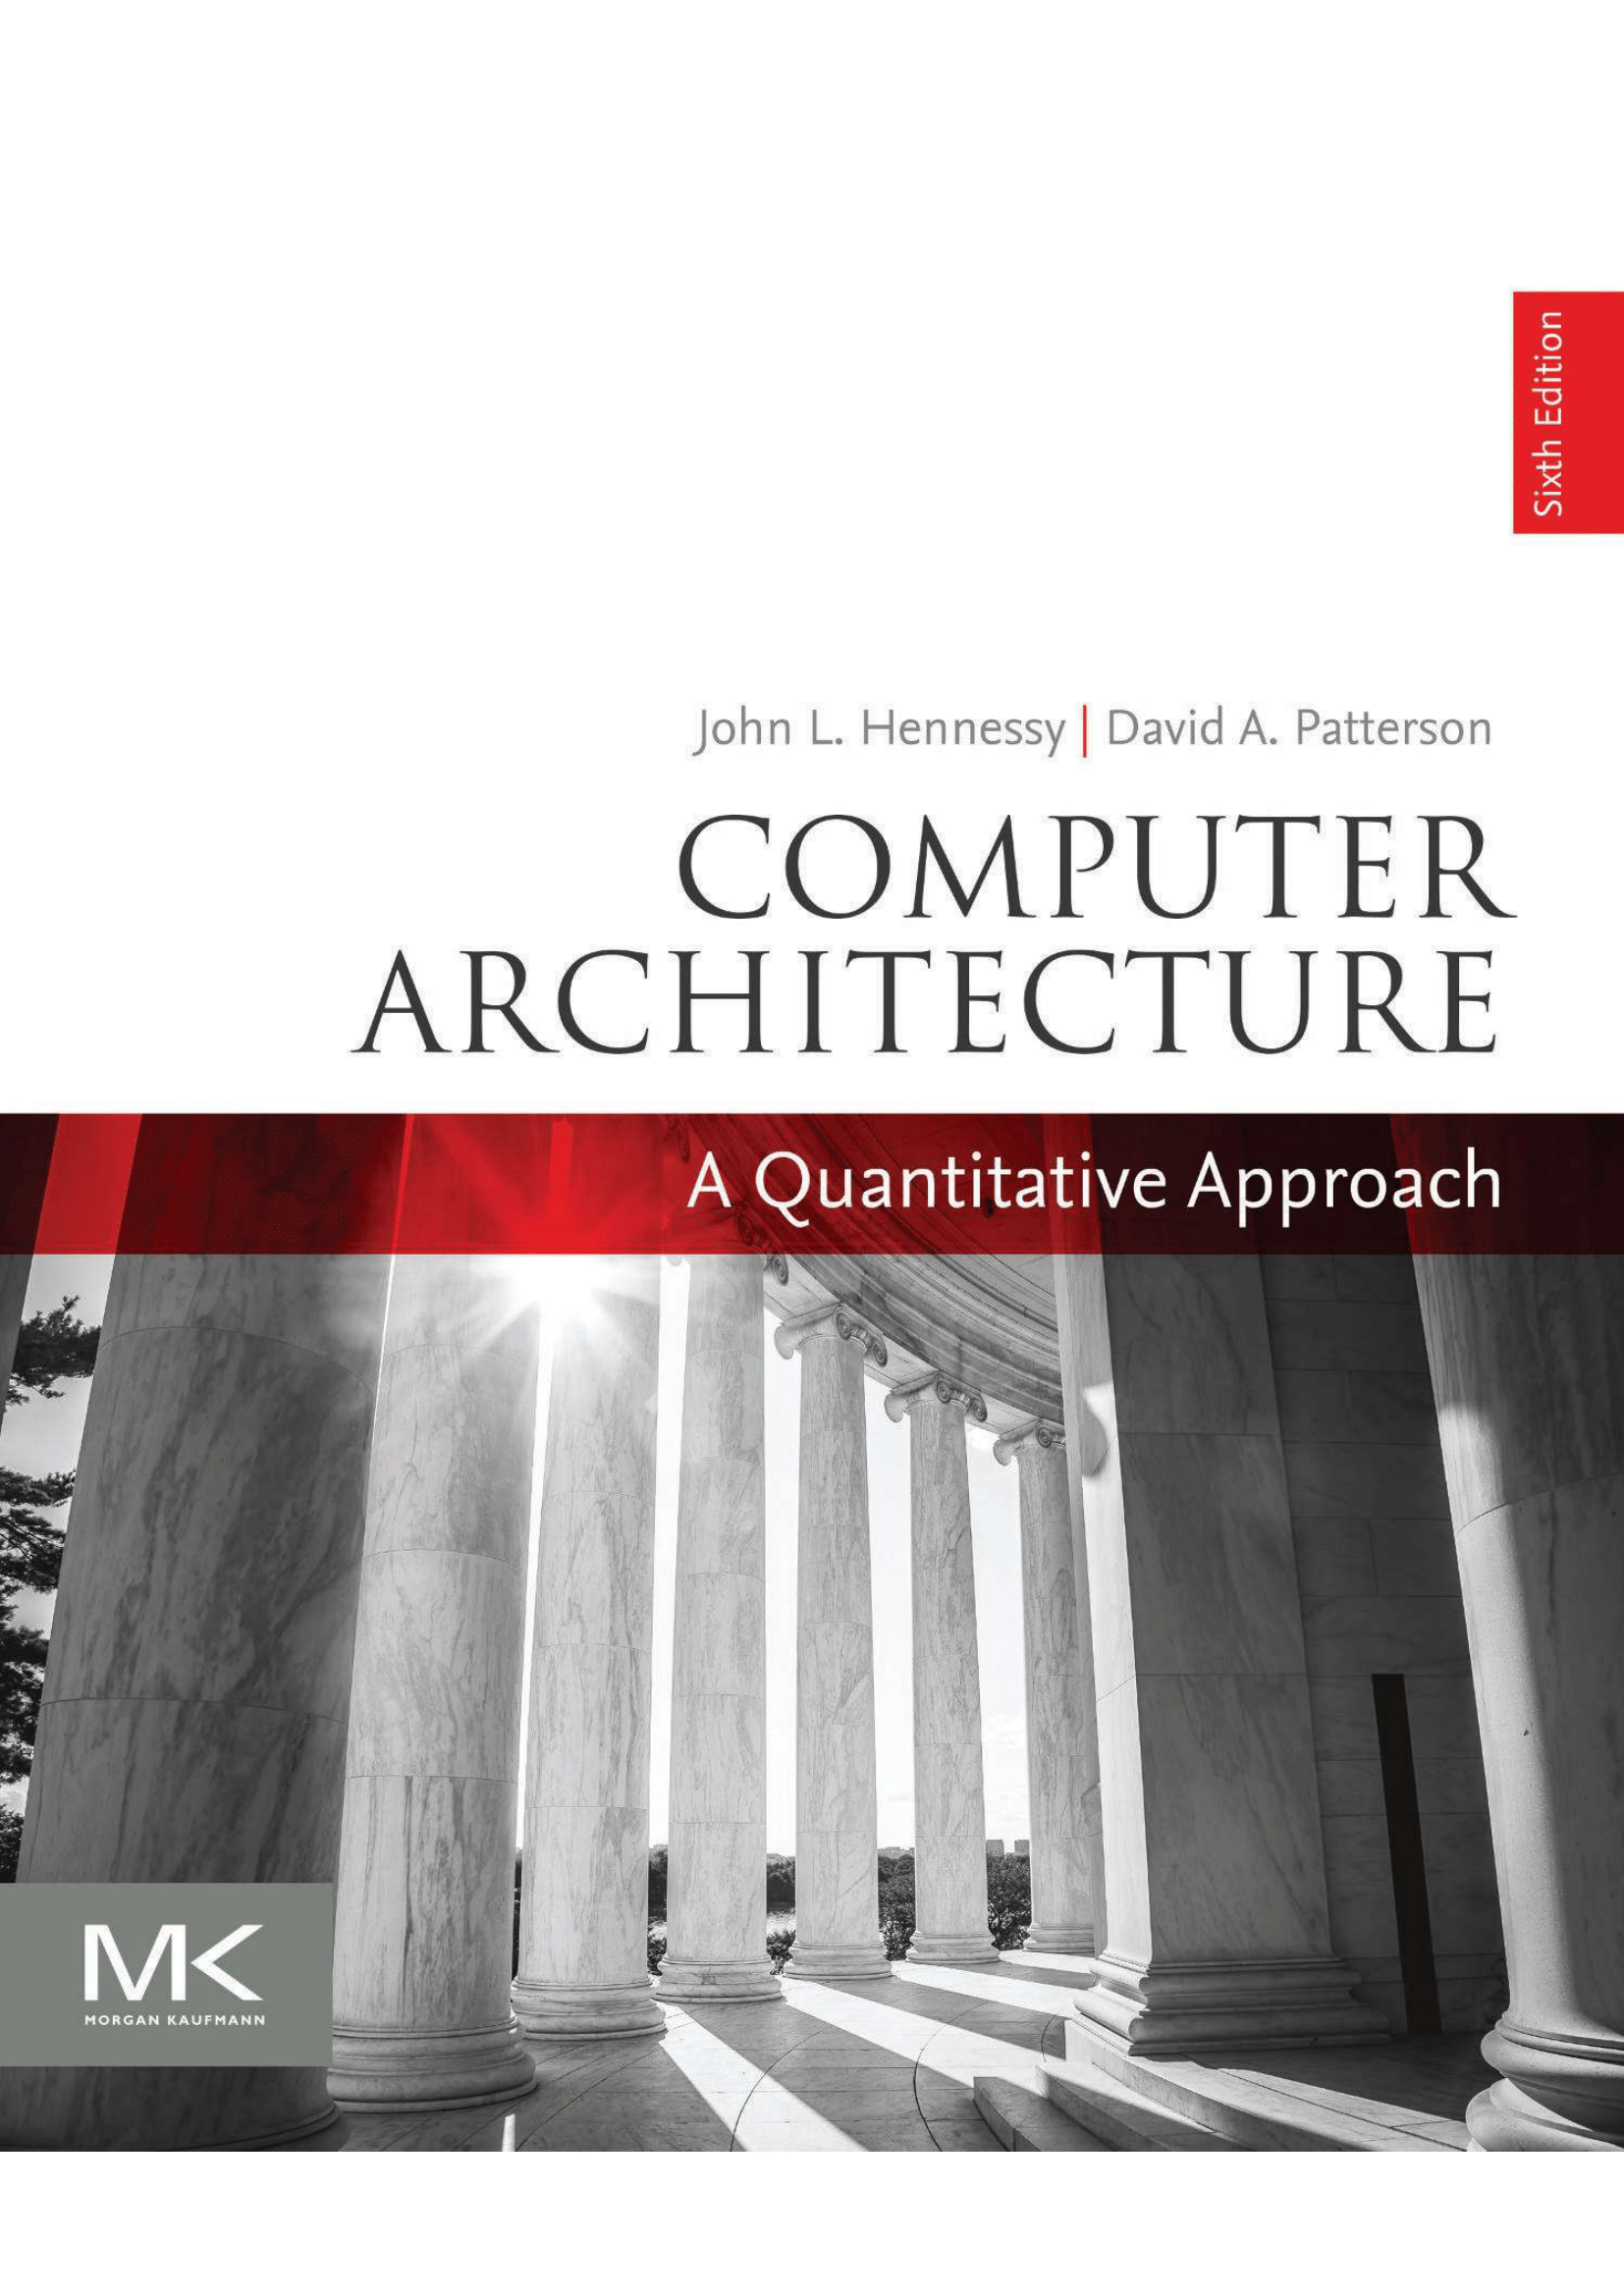 Sixth Edition
John L. Hennessy | David A. Patterson
COMPUTER
ARCHITECTURE
A Quantitative Approach
MK
MORGAN KAUFMANN